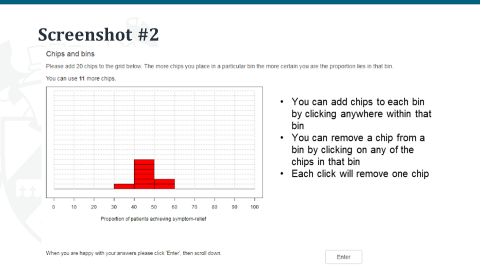 Screenshot #2
Chips and bins
Please add 20 chips to the grid below. The more chips you place in a particular bin the more certain you are the proportion lies in that bin.
You can use 11 more chips.
• You can add chips to each bin
by clicking anywhere within that
bin
• You can remove a chip from a
bin by clicking on any of the
chips in that bin
• Each click will remove one chip
0 10 20 30 40 50 60 70 80 90 100
Proportion of patients achieving symptom-relief
When you are happy with your answers please click 'Enter', then scroll down.
Enter